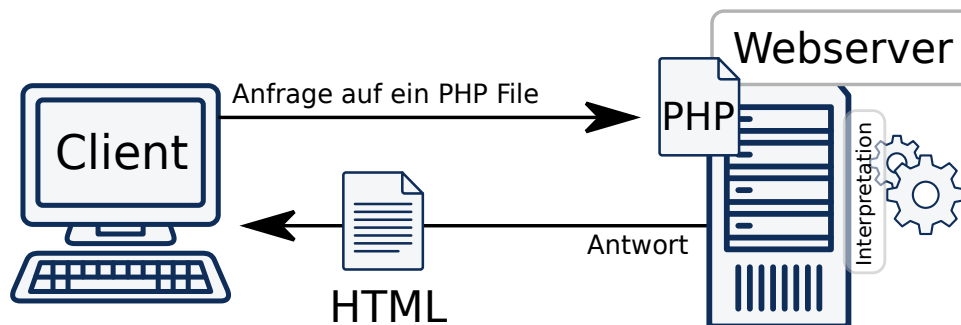 Webserver
Anfrage auf ein PHP File
PHP
Client
Interpretation
Antwort
HTML